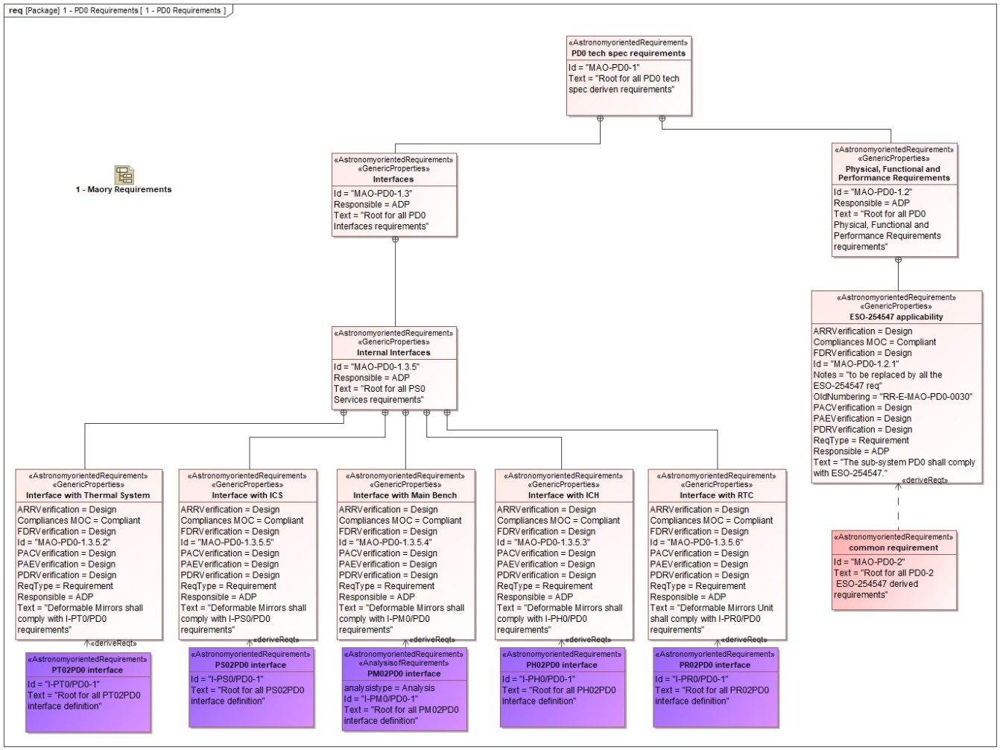 req [Package] 1 - PD0 Requirements [ 1 - PD0 Requirements ]
«AstronomyorientedRequirement»
PD0 tech spec requirements
Id = "MAO-PD0-1"
Text = "Root for all PD0 tech
spec deriven requirements"
1 - Maory Requirements
«AstronomyorientedRequirement»
«GenericProperties»
Interfaces
Id = "MAO-PD0-1.3"
Responsible = ADP
Text = "Root for all PD0
Interfaces requirements"
«AstronomyorientedRequirement»
«GenericProperties»
Physical, Functional and
Performance Requirements
Id = "MAO-PD0-1.2"
Responsible = ADP
Text = "Root for all PD0
Physical, Functional and
Performance Requirements
requirements"
«AstronomyorientedRequirement»
«GenericProperties»
Internal Interfaces
Id = "MAO-PD0-1.3.5"
Responsible = ADP
Text = "Root for all PS0
Services requirements"
«AstronomyorientedRequirement»
«GenericProperties»
ESO-254547 applicability
ARRVerification = Design
Compliances MOC = Compliant
FDRVerification = Design
Id = "MAO-PD0-1.2.1"
Notes = "to be replaced by all the
ESO-254547 req"
OldNumbering = "RR-E-MAO-PD0-0030"
PACVerification = Design
PAEVerification = Design
PDRVerification = Design
ReqType = Requirement
Responsible = ADP
Text = "The sub-system PD0 shall comply
with ESO-254547."
«deriveReqt»
«AstronomyorientedRequirement»
common requirement
Id = "MAO-PD0-2"
Text = "Root for all PD0-2
ESO-254547 derived
requirements"
«AstronomyorientedRequirement»
«GenericProperties»
Interface with Thermal System
ARRVerification = Design
Compliances MOC = Compliant
FDRVerification = Design
Id = "MAO-PD0-1.3.5.2"
PACVerification = Design
PAEVerification = Design
PDRVerification = Design
ReqType = Requirement
Responsible = ADP
Text = "Deformable Mirrors shall
comply with I-PT0/PD0
requirements"
«deriveReqt»
«AstronomyorientedRequirement»
«GenericProperties»
Interface with ICS
ARRVerification = Design
Compliances MOC = Compliant
FDRVerification = Design
Id = "MAO-PD0-1.3.5.5"
PACVerification = Design
PAEVerification = Design
PDRVerification = Design
ReqType = Requirement
Responsible = ADP
Text = "Deformable Mirrors shall
comply with I-PS0/PD0
requirements"
«deriveReqt»
«AstronomyorientedRequirement»
«GenericProperties»
Interface with Main Bench
ARRVerification = Design
Compliances MOC = Compliant
FDRVerification = Design
Id = "MAO-PD0-1.3.5.4"
PACVerification = Design
PAEVerification = Design
PDRVerification = Design
ReqType = Requirement
Responsible = ADP
Text = "Deformable Mirrors shall
comply with I-PM0/PD0
requirements"
«deriveReqt»
«AstronomyorientedRequirement»
«GenericProperties»
Interface with ICH
ARRVerification = Design
Compliances MOC = Compliant
FDRVerification = Design
Id = "MAO-PD0-1.3.5.3"
PACVerification = Design
PAEVerification = Design
PDRVerification = Design
ReqType = Requirement
Responsible = ADP
Text = "Deformable Mirrors shall
comply with I-PH0/PD0
requirements"
«deriveReqt»
«AstronomyorientedRequirement»
«GenericProperties»
Interface with RTC
ARRVerification = Design
Compliances MOC = Compliant
FDRVerification = Design
Id = "MAO-PD0-1.3.5.6"
PACVerification = Design
PAEVerification = Design
PDRVerification = Design
ReqType = Requirement
Responsible = ADP
Text = "Deformable Mirrors Unit
shall comply with I-PR0/PD0
requirements"
«deriveReqt»
«AstronomyorientedRequirement»
PT02PD0 interface
Id = "I-PT0/PD0-1"
Text = "Root for all PT02PD0
interface definition"
«AstronomyorientedRequirement»
PS02PD0 interface
Id = "I-PS0/PD0-1"
Text = "Root for all PS02PD0
interface definition"
«AstronomyorientedRequirement»
«AnalysisofRequirement»
PM02PD0 interface
analysistype = Analysis
Id = "I-PM0/PD0-1"
Text = "Root for all PM02PD0
interface definition"
«AstronomyorientedRequirement»
PH02PD0 interface
Id = "I-PH0/PD0-1"
Text = "Root for all PH02PD0
interface definition"
«AstronomyorientedRequirement»
PR02PD0 interface
Id = "I-PR0/PD0-1"
Text = "Root for all PR02PD0
interface definition"